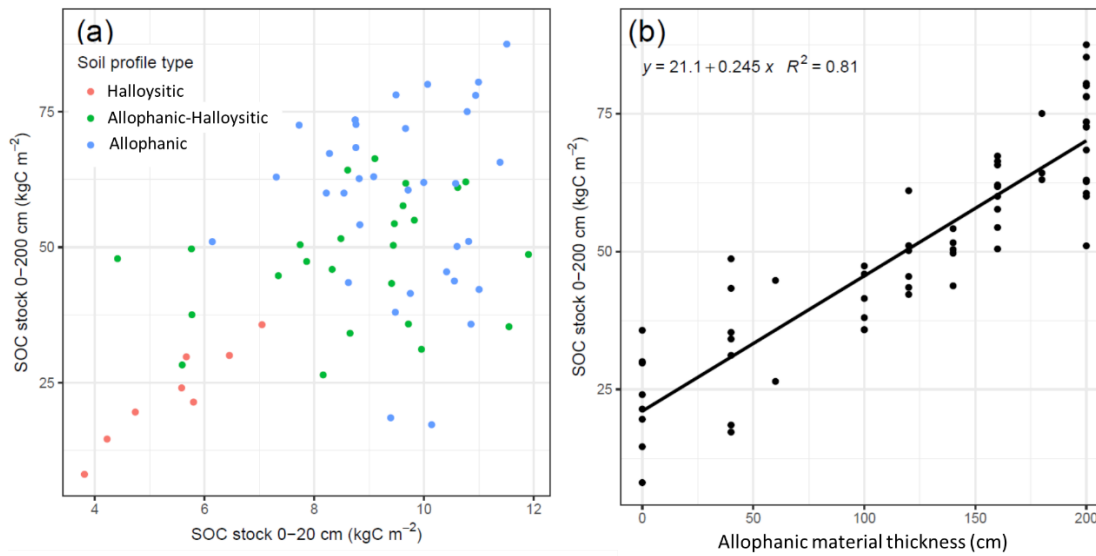 (a)
Soil profile type
Halloysitic
Allophanic-Halloysitic
Allophanic
SOC stock 0−200 cm (kgC m⁻²)
75
50
25
4
6
8
10
12
SOC stock 0−20 cm (kgC m⁻²)
(b)
y = 21.1 + 0.245 x R² = 0.81
SOC stock 0−200 cm (kgC m⁻²)
75
50
25
0
50
100
150
200
Allophanic material thickness (cm)